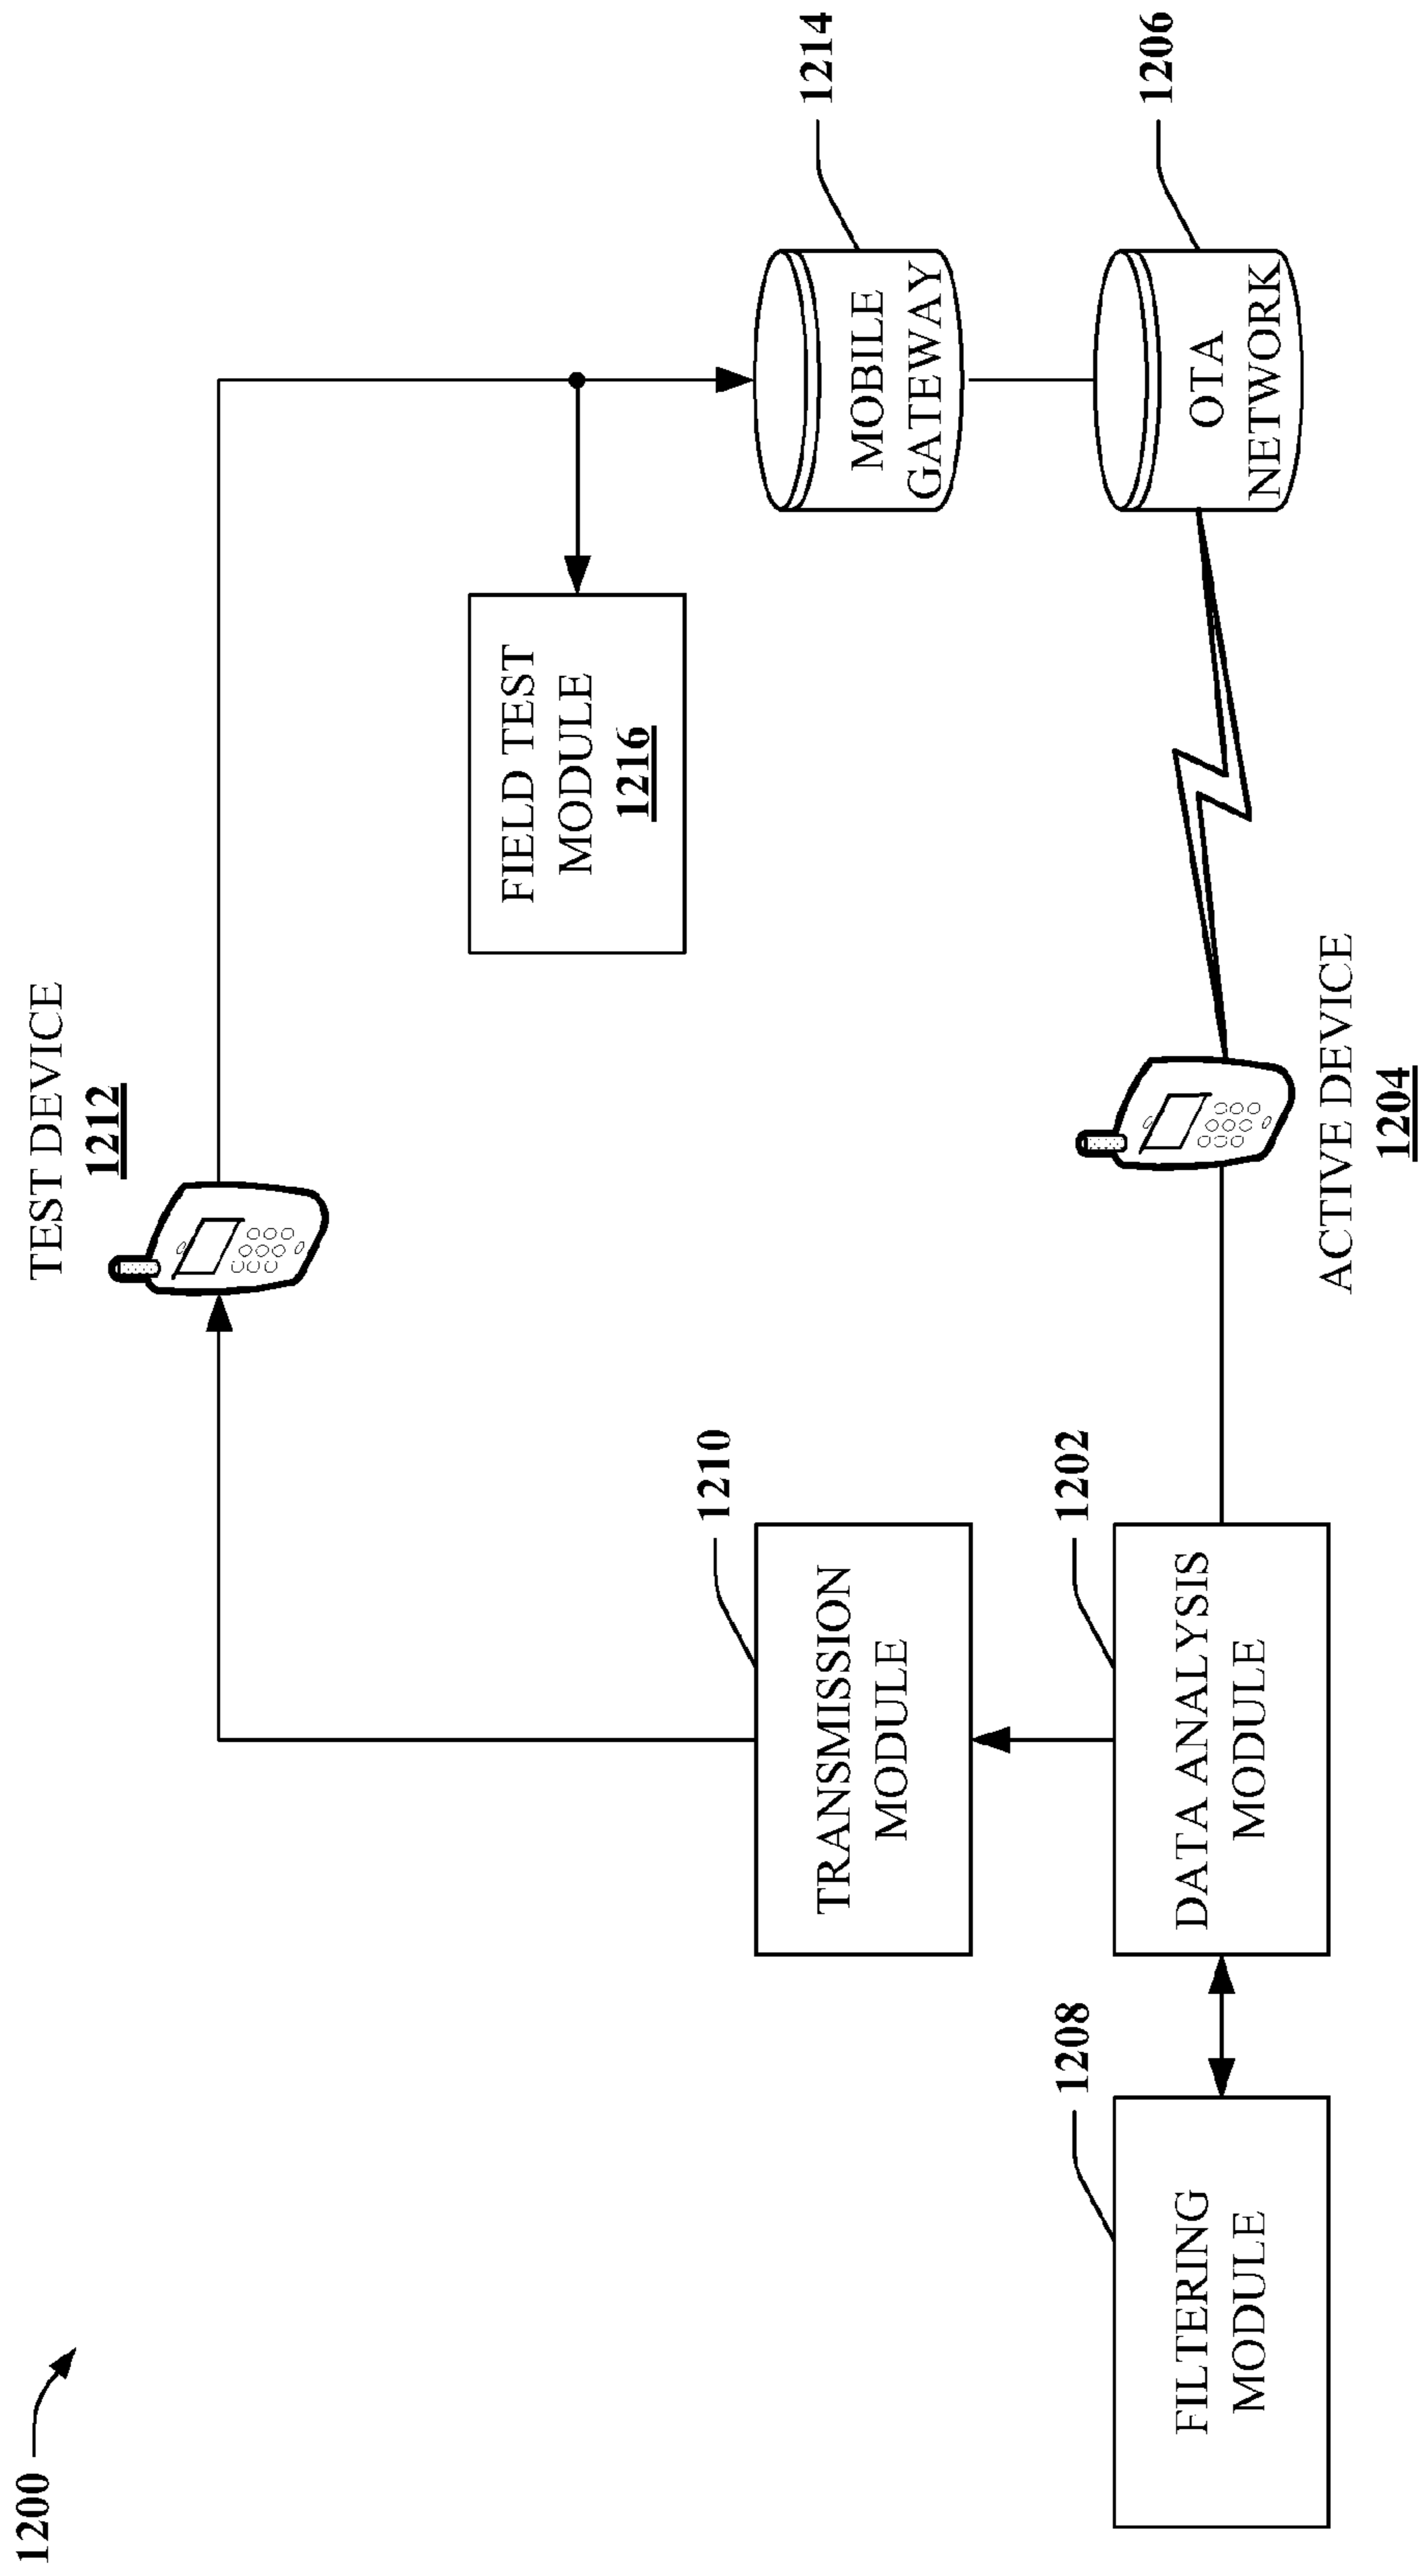 1200
TEST DEVICE
1212
FIELD TEST
MODULE
1216
1214
MOBILE
GATEWAY
1210
TRANSMISSION
MODULE
1208
FILTERING
MODULE
1202
DATA ANALYSIS
MODULE
ACTIVE DEVICE
1204
1206
OTA
NETWORK